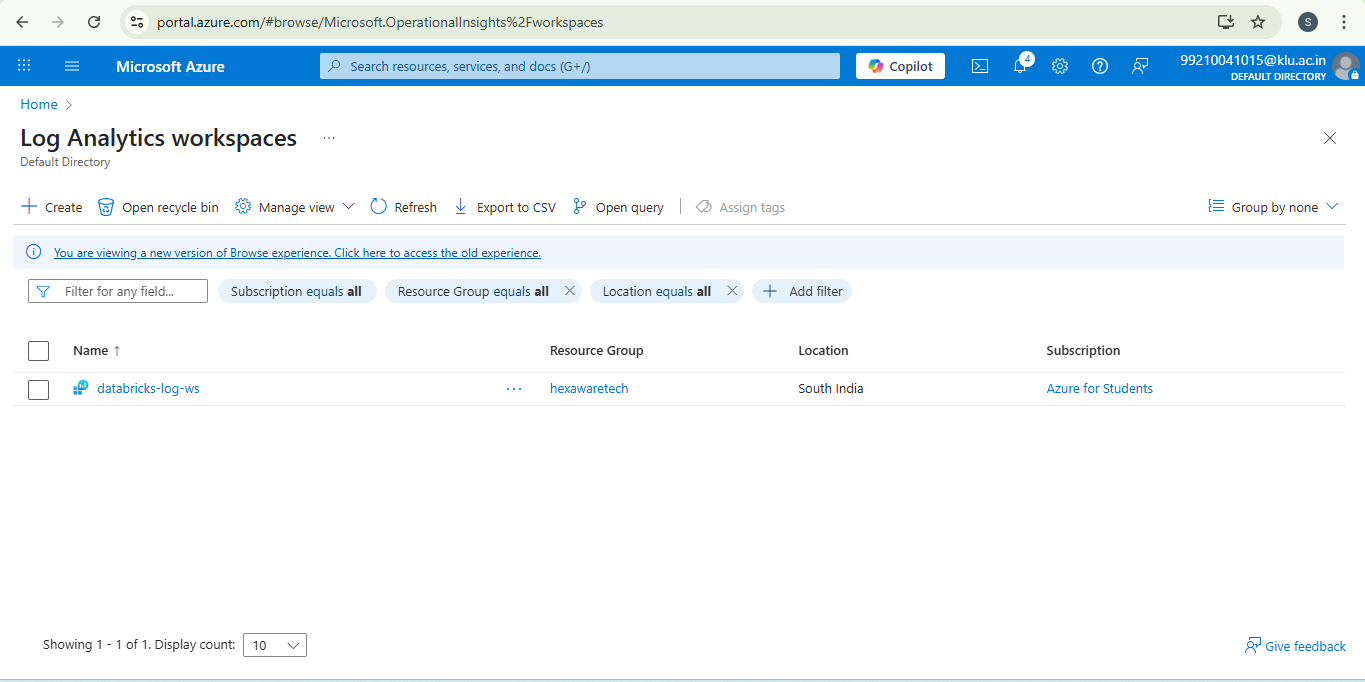 portal.azure.com/#browse/Microsoft.OperationalInsights%2Fworkspaces
S
Microsoft Azure
Search resources, services, and docs (G+/)
Copilot
4
99210041015@klu.ac.in
DEFAULT DIRECTORY
Home
Log Analytics workspaces ...
Default Directory
Create Open recycle bin Manage view Refresh Export to CSV Open query Assign tags Group by none
You are viewing a new version of Browse experience. Click here to access the old experience.
Filter for any field... Subscription equals all Resource Group equals all Location equals all Add filter
Name ↑ Resource Group Location Subscription
databricks-log-ws ... hexawaretech South India Azure for Students
Showing 1 - 1 of 1. Display count: 10 Give feedback